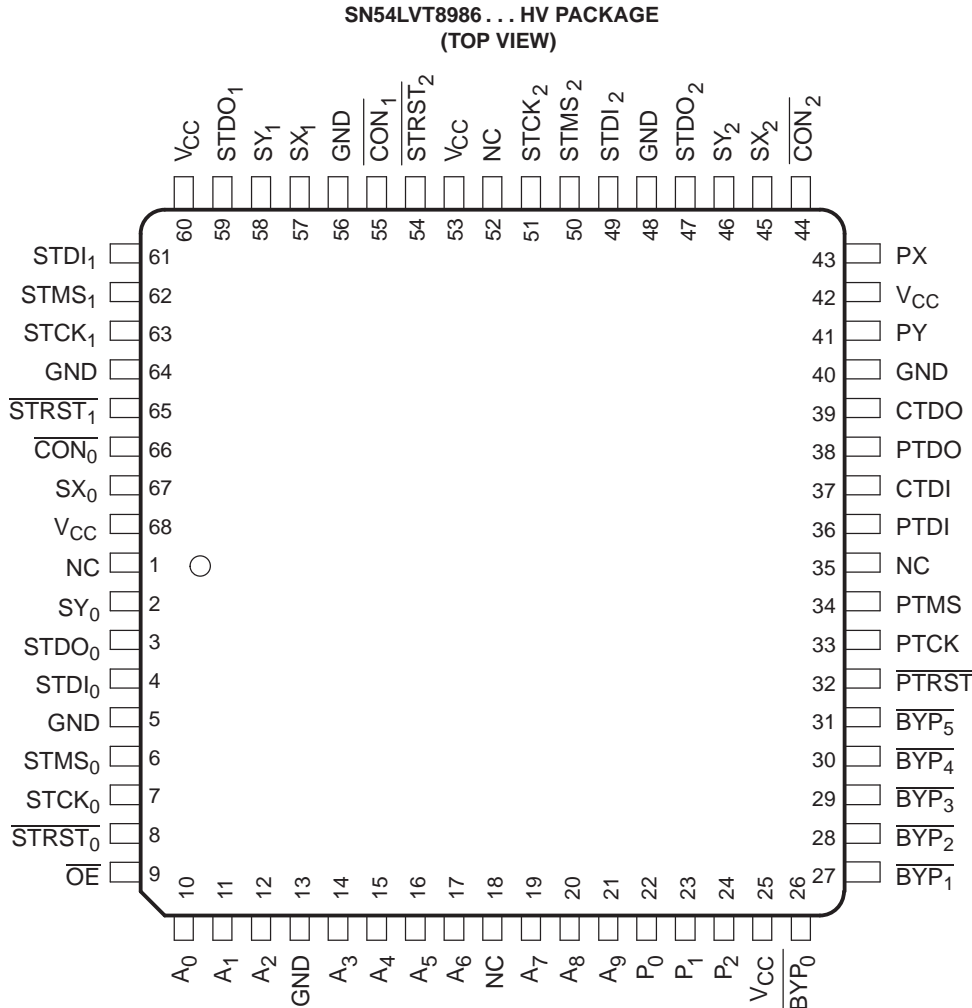 SN54LVT8986 . . . HV PACKAGE
(TOP VIEW)
VCC
STDO1
SY1
SX1
GND
CON1
STRST2
VCC
NC
STCK2
STMS2
STDI2
GND
STDO2
SY2
SX2
CON2
60 59 58 57 56 55 54 53 52 51 50 49 48 47 46 45 44
STDI1 61
STMS1 62
STCK1 63
GND 64
STRST1 65
CON0 66
SX0 67
VCC 68
NC 1
SY0 2
STDO0 3
STDI0 4
GND 5
STMS0 6
STCK0 7
STRST0 8
OE 9
43 PX
42 VCC
41 PY
40 GND
39 CTDO
38 PTDO
37 CTDI
36 PTDI
35 NC
34 PTMS
33 PTCK
32 PTRST
31 BYP5
30 BYP4
29 BYP3
28 BYP2
27 BYP1
10 11 12 13 14 15 16 17 18 19 20 21 22 23 24 25 26
A0
A1
A2
GND
A3
A4
A5
A6
NC
A7
A8
A9
P0
P1
P2
VCC
BYP0